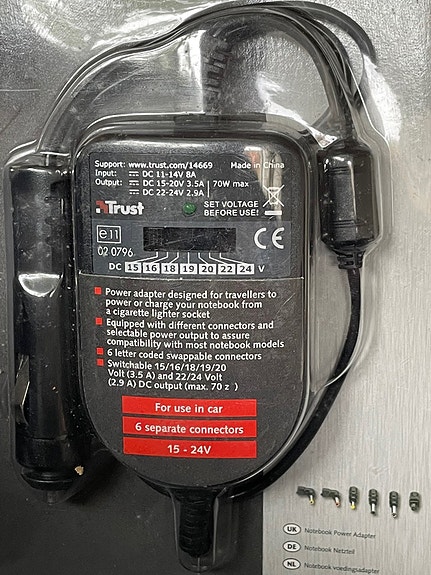 Support: www.trust.com/14669 Made in China
Input: DC 11-14V 8A
Output: DC 15-20V 3.5A | 70W max
DC 22-24V 2.9A
Trust
SET VOLTAGE
BEFORE USE!
e11
02 0796
CE
DC 15 16 18 19 20 22 24 V
Power adapter designed for travellers to
power or charge your notebook from
a cigarette lighter socket
Equipped with different connectors and
selectable power output to assure
compatibility with most notebook models
6 letter coded swappable connectors
Switchable 15/16/18/19/20
Volt (3.5 A) and 22/24 Volt
(2.9 A) DC output (max. 70 z )
For use in car
6 separate connectors
15 - 24V
UK Notebook Power Adapter
DE Notebook Netzteil
NL Notebook voedingsadapter